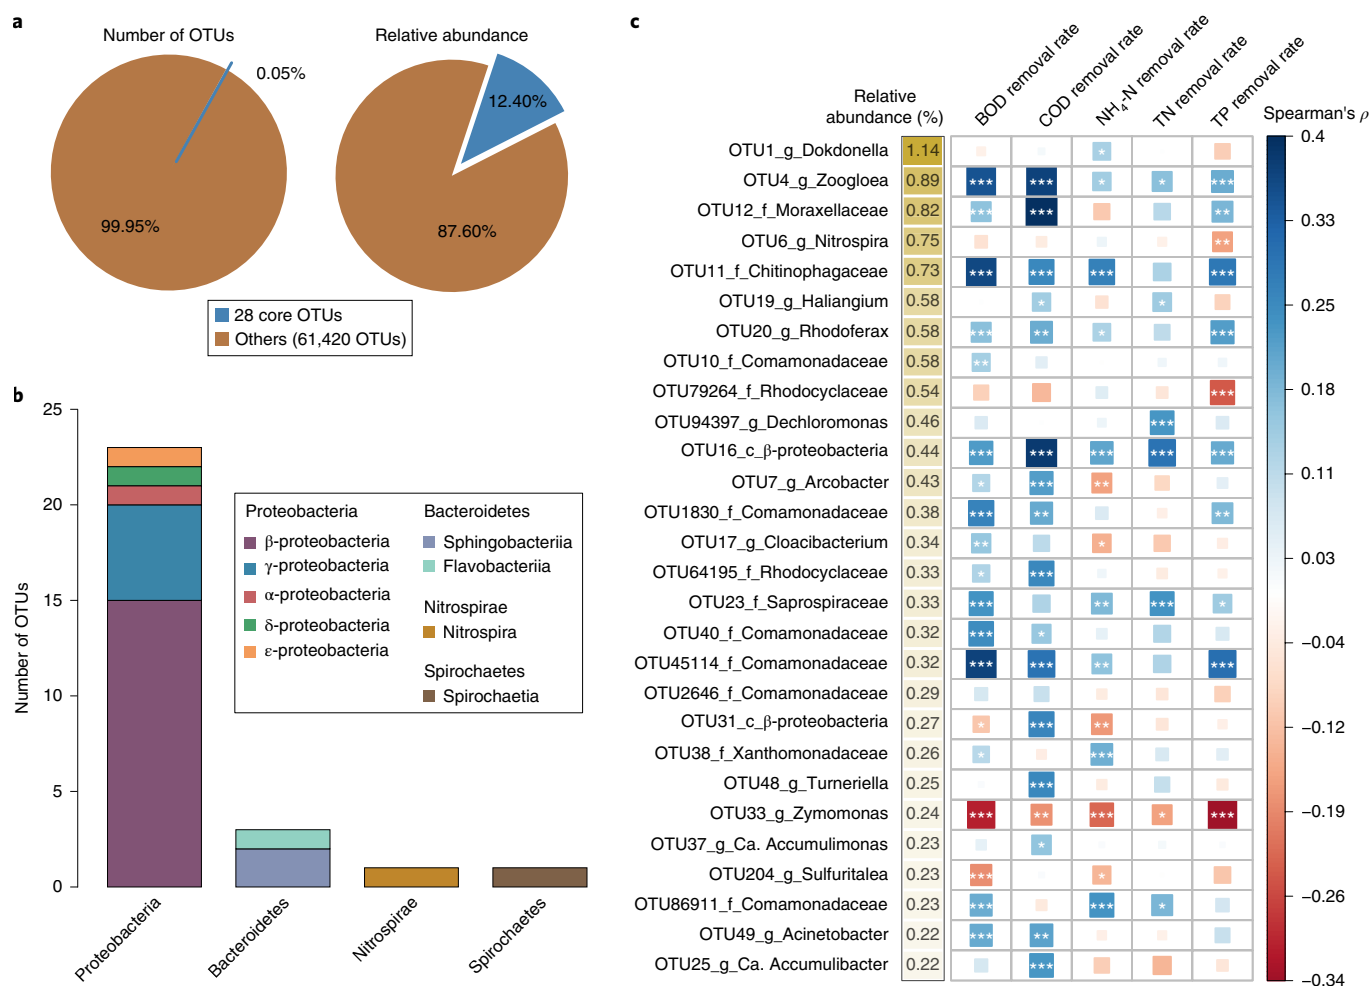 a
Number of OTUs
Relative abundance
0.05%
12.40%
99.95%
87.60%
28 core OTUs
Others (61,420 OTUs)
b
Number of OTUs
25
20
15
10
5
0
Proteobacteria
Bacteroidetes
Nitrospirae
Spirochaetes
Proteobacteria
β-proteobacteria
γ-proteobacteria
α-proteobacteria
δ-proteobacteria
ε-proteobacteria
Bacteroidetes
Sphingobacteriia
Flavobacteriia
Nitrospirae
Nitrospira
Spirochaetes
Spirochaetia
c
Relative
abundance (%)
BOD removal rate
COD removal rate
NH4-N removal rate
TN removal rate
TP removal rate
Spearman's ρ
OTU1_g_Dokdonella 1.14 *
OTU4_g_Zoogloea 0.89 *** *** * * ***
OTU12_f_Moraxellaceae 0.82 *** *** **
OTU6_g_Nitrospira 0.75 **
OTU11_f_Chitinophagaceae 0.73 *** *** *** ***
OTU19_g_Haliangium 0.58 * *
OTU20_g_Rhodoferax 0.58 *** ** * ***
OTU10_f_Comamonadaceae 0.58 **
OTU79264_f_Rhodocyclaceae 0.54 ***
OTU94397_g_Dechloromonas 0.46 ***
OTU16_c_β-proteobacteria 0.44 *** *** *** *** ***
OTU7_g_Arcobacter 0.43 * *** **
OTU1830_f_Comamonadaceae 0.38 *** ** **
OTU17_g_Cloacibacterium 0.34 ** *
OTU64195_f_Rhodocyclaceae 0.33 * ***
OTU23_f_Saprospiraceae 0.33 *** ** *** *
OTU40_f_Comamonadaceae 0.32 *** *
OTU45114_f_Comamonadaceae 0.32 *** *** ** ***
OTU2646_f_Comamonadaceae 0.29
OTU31_c_β-proteobacteria 0.27 * *** **
OTU38_f_Xanthomonadaceae 0.26 * ***
OTU48_g_Turneriella 0.25 ***
OTU33_g_Zymomonas 0.24 *** ** *** * ***
OTU37_g_Ca. Accumulimonas 0.23 *
OTU204_g_Sulfuritalea 0.23 *** *
OTU86911_f_Comamonadaceae 0.23 *** *** *
OTU49_g_Acinetobacter 0.22 *** **
OTU25_g_Ca. Accumulibacter 0.22 ***
0.4
0.33
0.25
0.18
0.11
0.03
−0.04
−0.12
−0.19
−0.26
−0.34